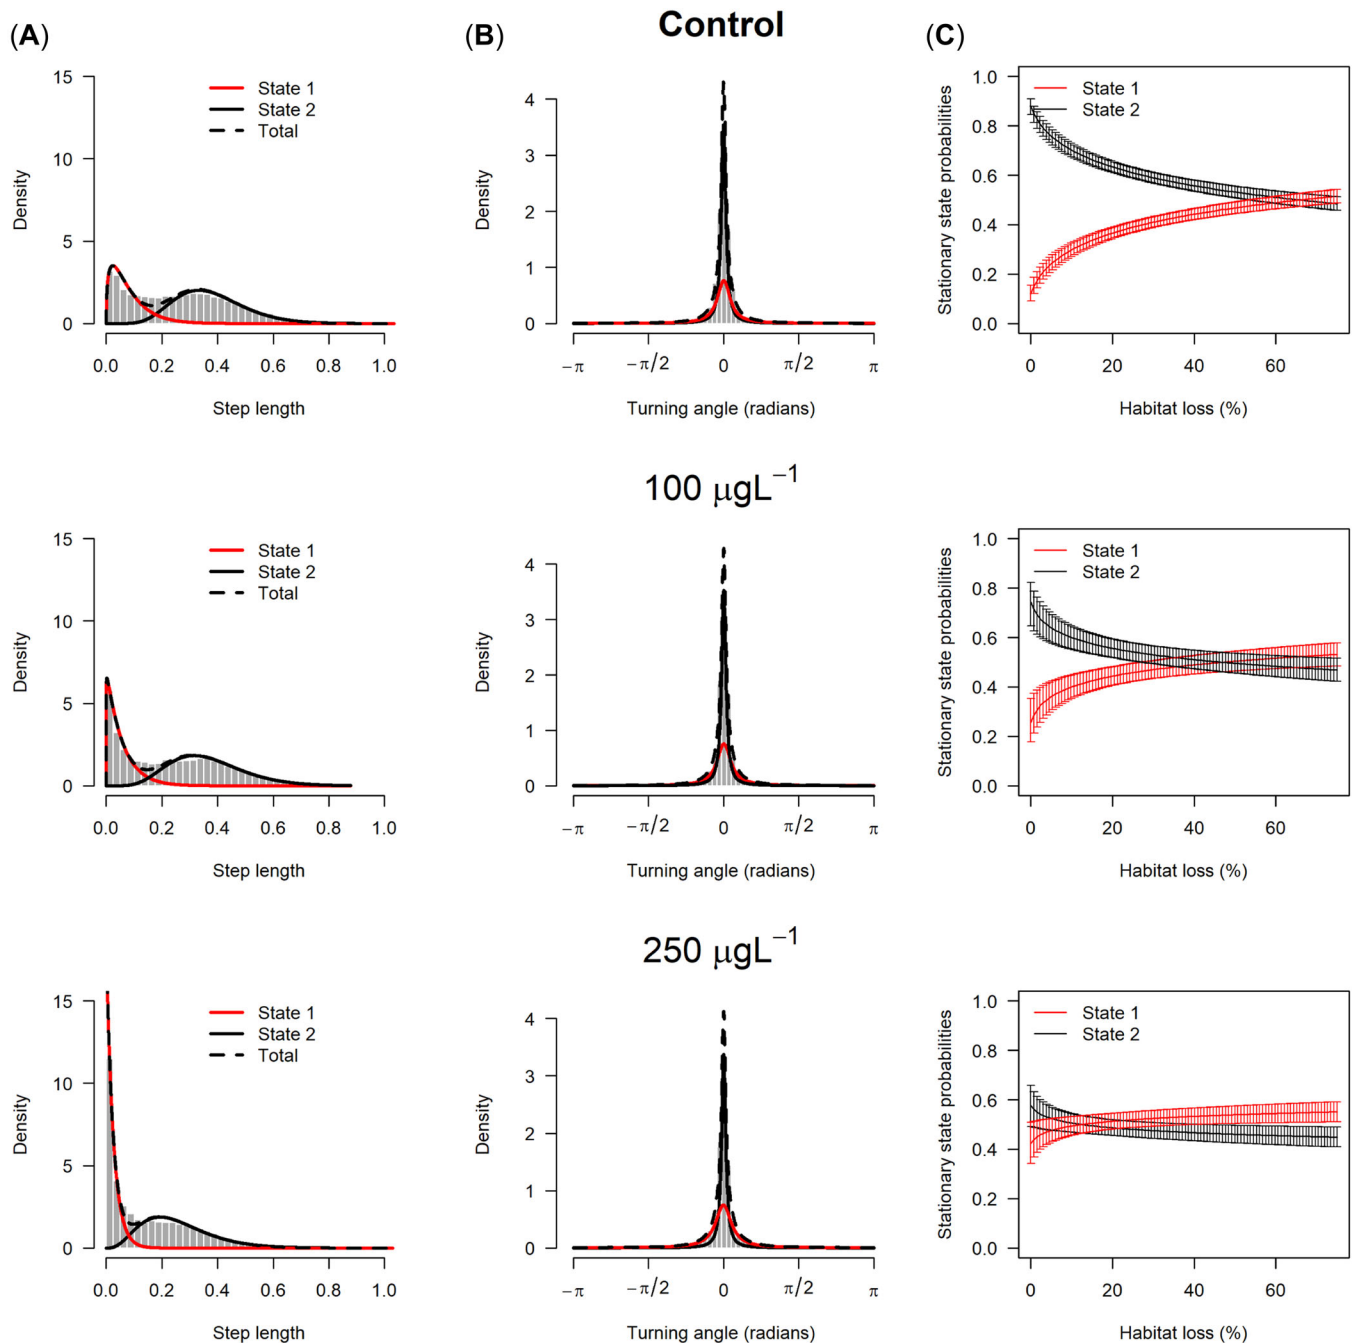 (A)
(B)
Control
(C)
15
10
5
0
Density
State 1
State 2
Total
0.0 0.2 0.4 0.6 0.8 1.0
Step length
4
3
2
1
0
Density
−π −π/2 0 π/2 π
Turning angle (radians)
1.0
0.8
0.6
0.4
0.2
0.0
Stationary state probabilities
State 1
State 2
0 20 40 60
Habitat loss (%)
100 μgL⁻¹
15
10
5
0
Density
State 1
State 2
Total
0.0 0.2 0.4 0.6 0.8 1.0
Step length
4
3
2
1
0
Density
−π −π/2 0 π/2 π
Turning angle (radians)
1.0
0.8
0.6
0.4
0.2
0.0
Stationary state probabilities
State 1
State 2
0 20 40 60
Habitat loss (%)
250 μgL⁻¹
15
10
5
0
Density
State 1
State 2
Total
0.0 0.2 0.4 0.6 0.8 1.0
Step length
4
3
2
1
0
Density
−π −π/2 0 π/2 π
Turning angle (radians)
1.0
0.8
0.6
0.4
0.2
0.0
Stationary state probabilities
State 1
State 2
0 20 40 60
Habitat loss (%)